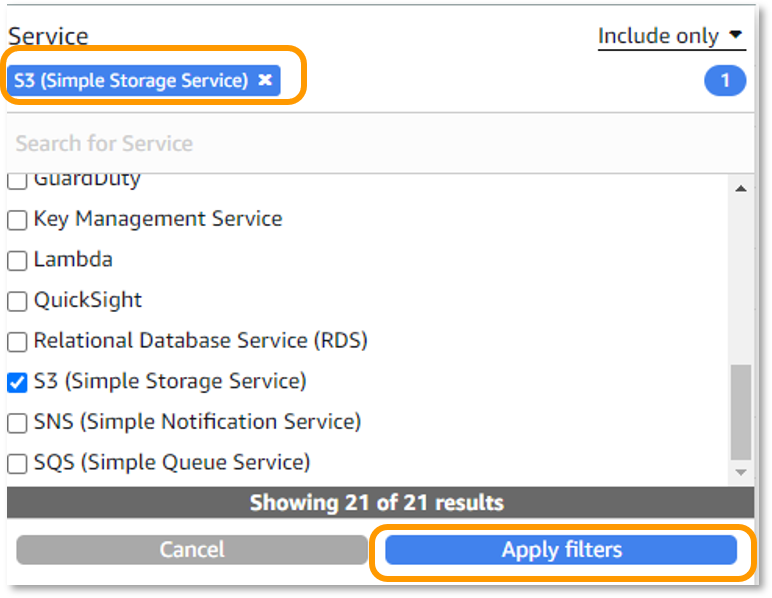 Service
Include only
S3 (Simple Storage Service) ✖
1
Search for Service
GuardDuty
Key Management Service
Lambda
QuickSight
Relational Database Service (RDS)
S3 (Simple Storage Service)
SNS (Simple Notification Service)
SQS (Simple Queue Service)
Showing 21 of 21 results
Cancel
Apply filters